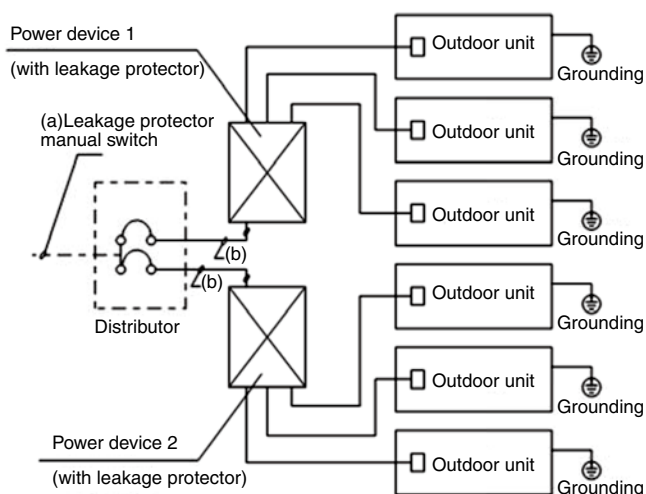 Power device 1
(with leakage protector)
(a)Leakage protector
manual switch
(b)
(b)
Distributor
Power device 2
(with leakage protector)
Outdoor unit
Grounding
Outdoor unit
Grounding
Outdoor unit
Grounding
Outdoor unit
Grounding
Outdoor unit
Grounding
Outdoor unit
Grounding